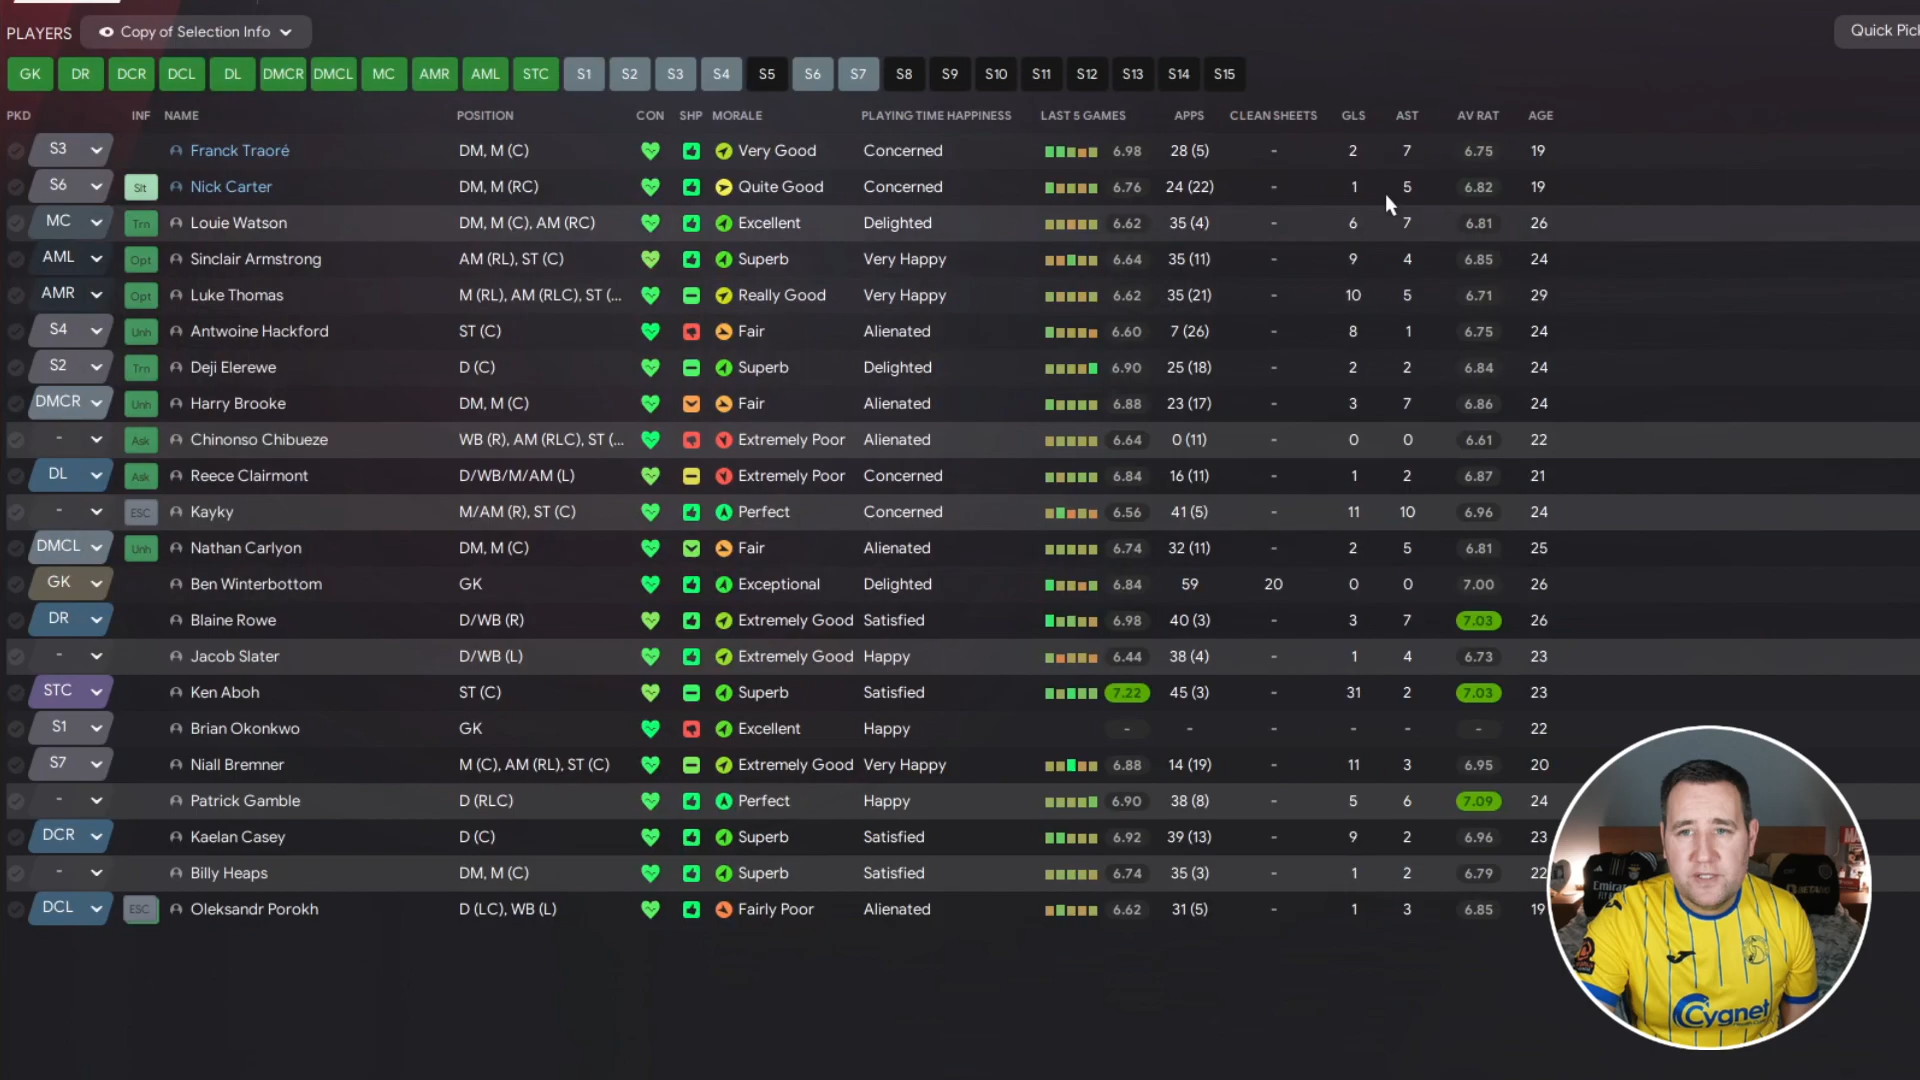 PLAYERS Copy of Selection Info Quick Pick
GK DR DCR DCL DL DMCR DMCL MC AMR AML STC S1 S2 S3 S4 S5 S6 S7 S8 S9 S10 S11 S12 S13 S14 S15
PKD INF NAME POSITION CON SHP MORALE PLAYING TIME HAPPINESS LAST 5 GAMES APPS CLEAN SHEETS GLS AST AV RAT AGE
S3 Franck Traoré DM, M (C) Very Good Concerned 6.98 28 (5) - 2 7 6.75 19
S6 Slt Nick Carter DM, M (RC) Quite Good Concerned 6.76 24 (22) - 1 5 6.82 19
MC Trn Louie Watson DM, M (C), AM (RC) Excellent Delighted 6.62 35 (4) - 6 7 6.81 26
AML Opt Sinclair Armstrong AM (RL), ST (C) Superb Very Happy 6.64 35 (11) - 9 4 6.85 24
AMR Opt Luke Thomas M (RL), AM (RLC), ST (... Really Good Very Happy 6.62 35 (21) - 10 5 6.71 29
S4 Unh Antwoine Hackford ST (C) Fair Alienated 6.60 7 (26) - 8 1 6.75 24
S2 Trn Deji Elerewe D (C) Superb Delighted 6.90 25 (18) - 2 2 6.84 24
DMCR Unh Harry Brooke DM, M (C) Fair Alienated 6.88 23 (17) - 3 7 6.86 24
- Ask Chinonso Chibueze WB (R), AM (RLC), ST (... Extremely Poor Alienated 6.64 0 (11) - 0 0 6.61 22
DL Ask Reece Clairmont D/WB/M/AM (L) Extremely Poor Concerned 6.84 16 (11) - 1 2 6.87 21
- ESC Kayky M/AM (R), ST (C) Perfect Concerned 6.56 41 (5) - 11 10 6.96 24
DMCL Unh Nathan Carlyon DM, M (C) Fair Alienated 6.74 32 (11) - 2 5 6.81 25
GK Ben Winterbottom GK Exceptional Delighted 6.84 59 20 0 0 7.00 26
DR Blaine Rowe D/WB (R) Extremely Good Satisfied 6.98 40 (3) - 3 7 7.03 26
- Jacob Slater D/WB (L) Extremely Good Happy 6.44 38 (4) - 1 4 6.73 23
STC Ken Aboh ST (C) Superb Satisfied 7.22 45 (3) - 31 2 7.03 23
S1 Brian Okonkwo GK Excellent Happy - - - - - - 22
S7 Niall Bremner M (C), AM (RL), ST (C) Extremely Good Very Happy 6.88 14 (19) - 11 3 6.95 20
- Patrick Gamble D (RLC) Perfect Happy 6.90 38 (8) - 5 6 7.09 24
DCR Kaelan Casey D (C) Superb Satisfied 6.92 39 (13) - 9 2 6.96 23
- Billy Heaps DM, M (C) Superb Satisfied 6.74 35 (3) - 1 2 6.79 22
DCL ESC Oleksandr Porokh D (LC), WB (L) Fairly Poor Alienated 6.62 31 (5) - 1 3 6.85 19
Cygnet